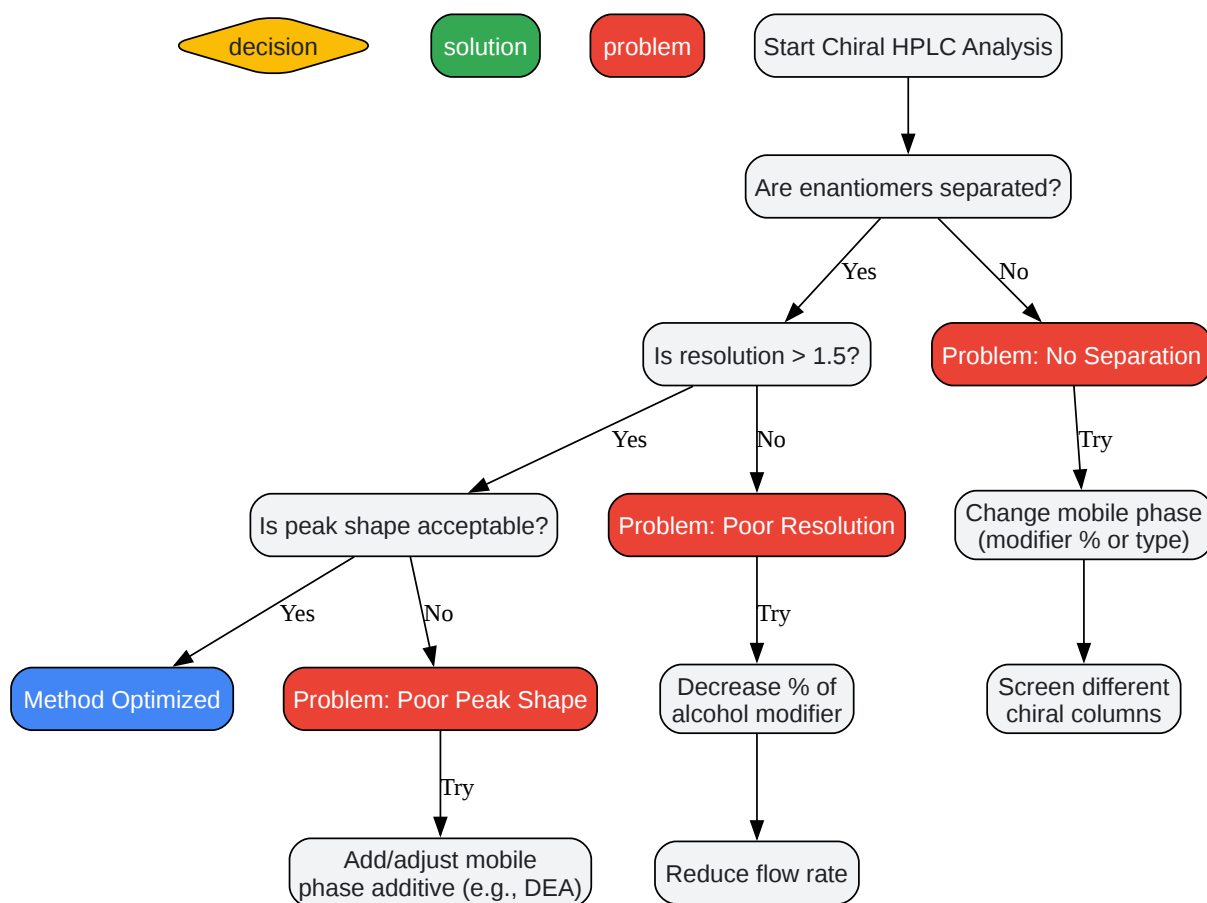 decision
solution
problem
Start Chiral HPLC Analysis
Are enantiomers separated?
Yes
No
Is resolution > 1.5?
Problem: No Separation
Yes
No
Try
Is peak shape acceptable?
Problem: Poor Resolution
Change mobile phase
(modifier % or type)
Yes
No
Try
Method Optimized
Problem: Poor Peak Shape
Decrease % of
alcohol modifier
Screen different
chiral columns
Try
Add/adjust mobile
phase additive (e.g., DEA)
Reduce flow rate